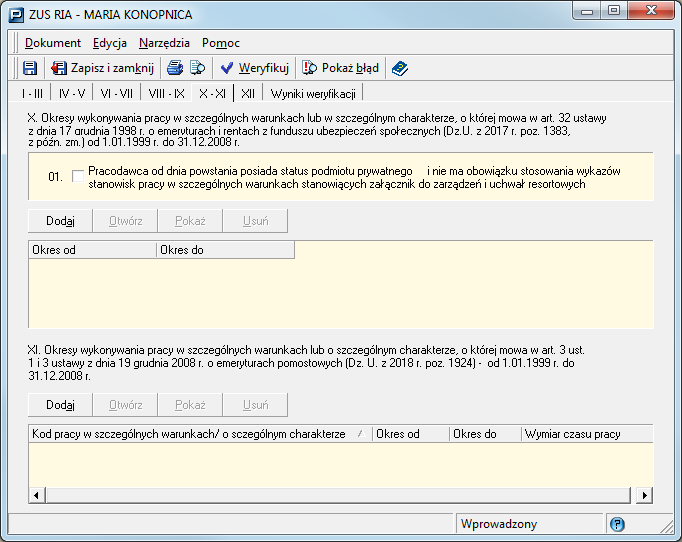 ZUS RIA - MARIA KONOPNICA
Dokument Edycja Narzędzia Pomoc
Zapisz i zamknij Weryfikuj Pokaż błąd
I - III IV - V VI - VII VIII - IX X - XI XII Wyniki weryfikacji
X. Okresy wykonywania pracy w szczególnych warunkach lub w szczególnym charakterze, o której mowa w art. 32 ustawy
z dnia 17 grudnia 1998 r. o emeryturach i rentach z funduszu ubezpieczeń społecznych (Dz.U. z 2017 r. poz. 1383,
z późn. zm.) od 1.01.1999 r. do 31.12.2008 r.
01. Pracodawca od dnia powstania posiada status podmiotu prywatnego i nie ma obowiązku stosowania wykazów
stanowisk pracy w szczególnych warunkach stanowiących załącznik do zarządzeń i uchwał resortowych
Dodaj Otwórz Pokaż Usuń
Okres od Okres do
XI. Okresy wykonywania pracy w szczególnych warunkach lub o szczególnym charakterze, o której mowa w art. 3 ust.
1 i 3 ustawy z dnia 19 grudnia 2008 r. o emeryturach pomostowych (Dz. U. z 2018 r. poz. 1924) - od 1.01.1999 r. do
31.12.2008 r.
Dodaj Otwórz Pokaż Usuń
Kod pracy w szczególnych warunkach/ o sczególnym charakterze Okres od Okres do Wymiar czasu pracy
Wprowadzony